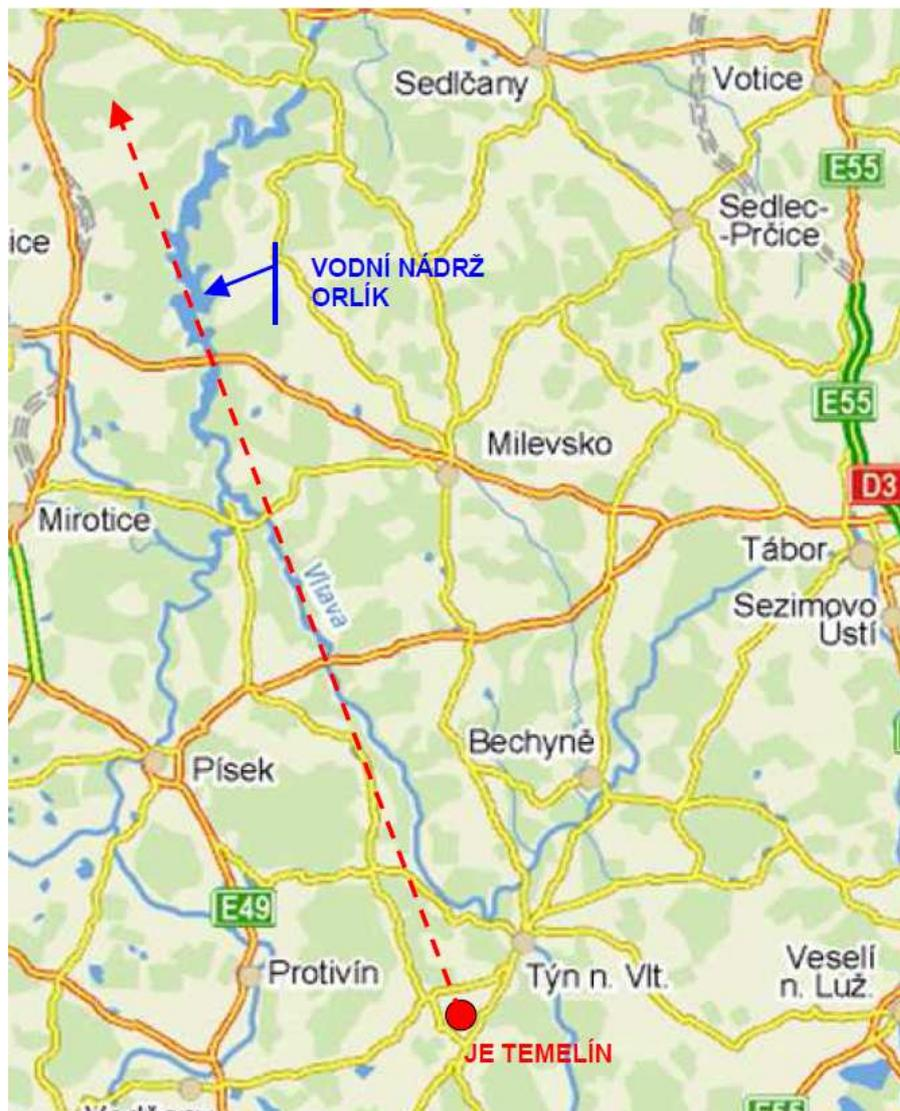 Sedlčany
Votice
E55
Sedlec-
-Prčice
ice
VODNÍ NÁDRŽ
ORLÍK
E55
Milevsko
D3
Mirotice
Tábor
Vltava
Sezimovo
Ústí
Bechyně
Písek
E49
Protivín
Týn n. Vlt.
Veselí
n. Luž.
JE TEMELÍN
E55